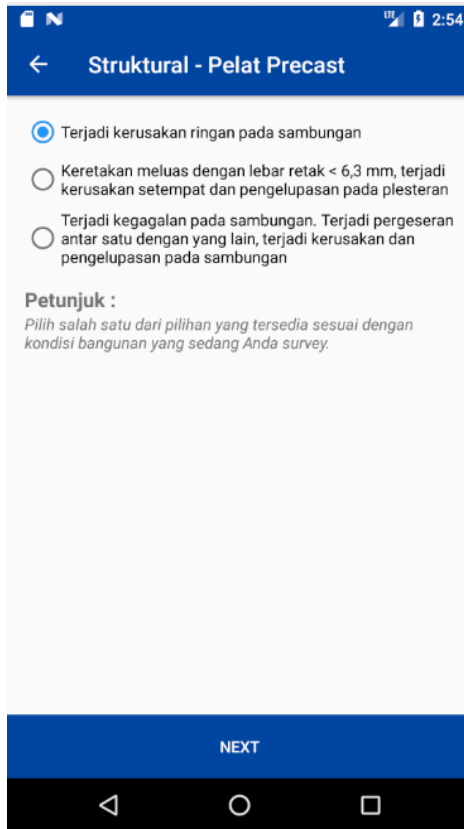 LTE 2:54
Struktural - Pelat Precast
Terjadi kerusakan ringan pada sambungan
Keretakan meluas dengan lebar retak < 6,3 mm, terjadi
kerusakan setempat dan pengelupasan pada plesteran
Terjadi kegagalan pada sambungan. Terjadi pergeseran
antar satu dengan yang lain, terjadi kerusakan dan
pengelupasan pada sambungan
Petunjuk :
Pilih salah satu dari pilihan yang tersedia sesuai dengan
kondisi bangunan yang sedang Anda survey.
NEXT